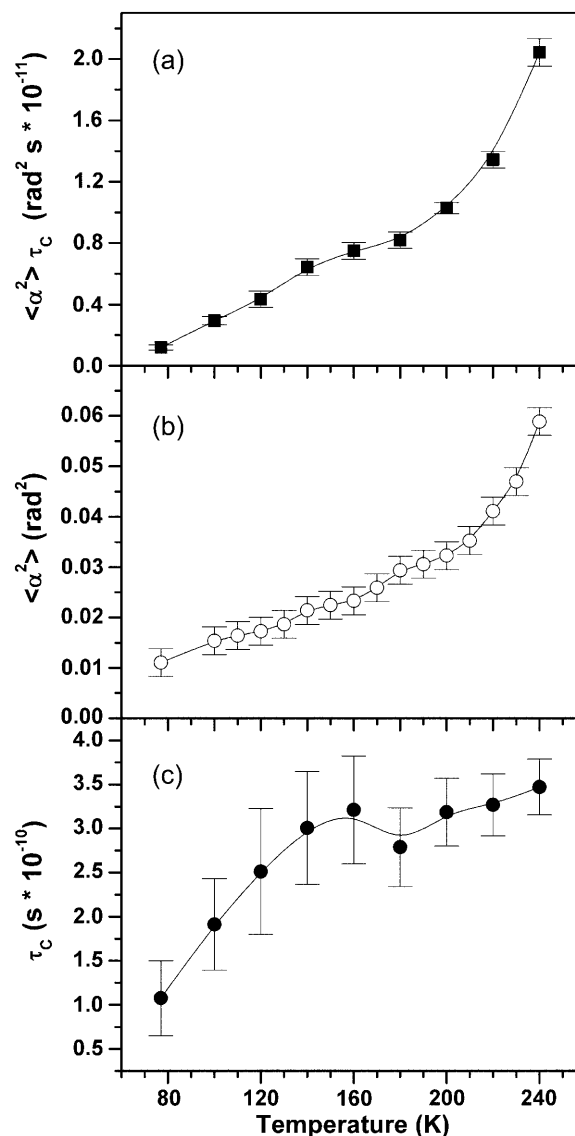 (a)
<α²> τ_C (rad² s * 10⁻¹¹)
2.0
1.6
1.2
0.8
0.4
0.0
(b)
<α²> (rad²)
0.06
0.05
0.04
0.03
0.02
0.01
0.00
(c)
τ_C (s * 10⁻¹⁰)
4.0
3.5
3.0
2.5
2.0
1.5
1.0
0.5
80 120 160 200 240
Temperature (K)